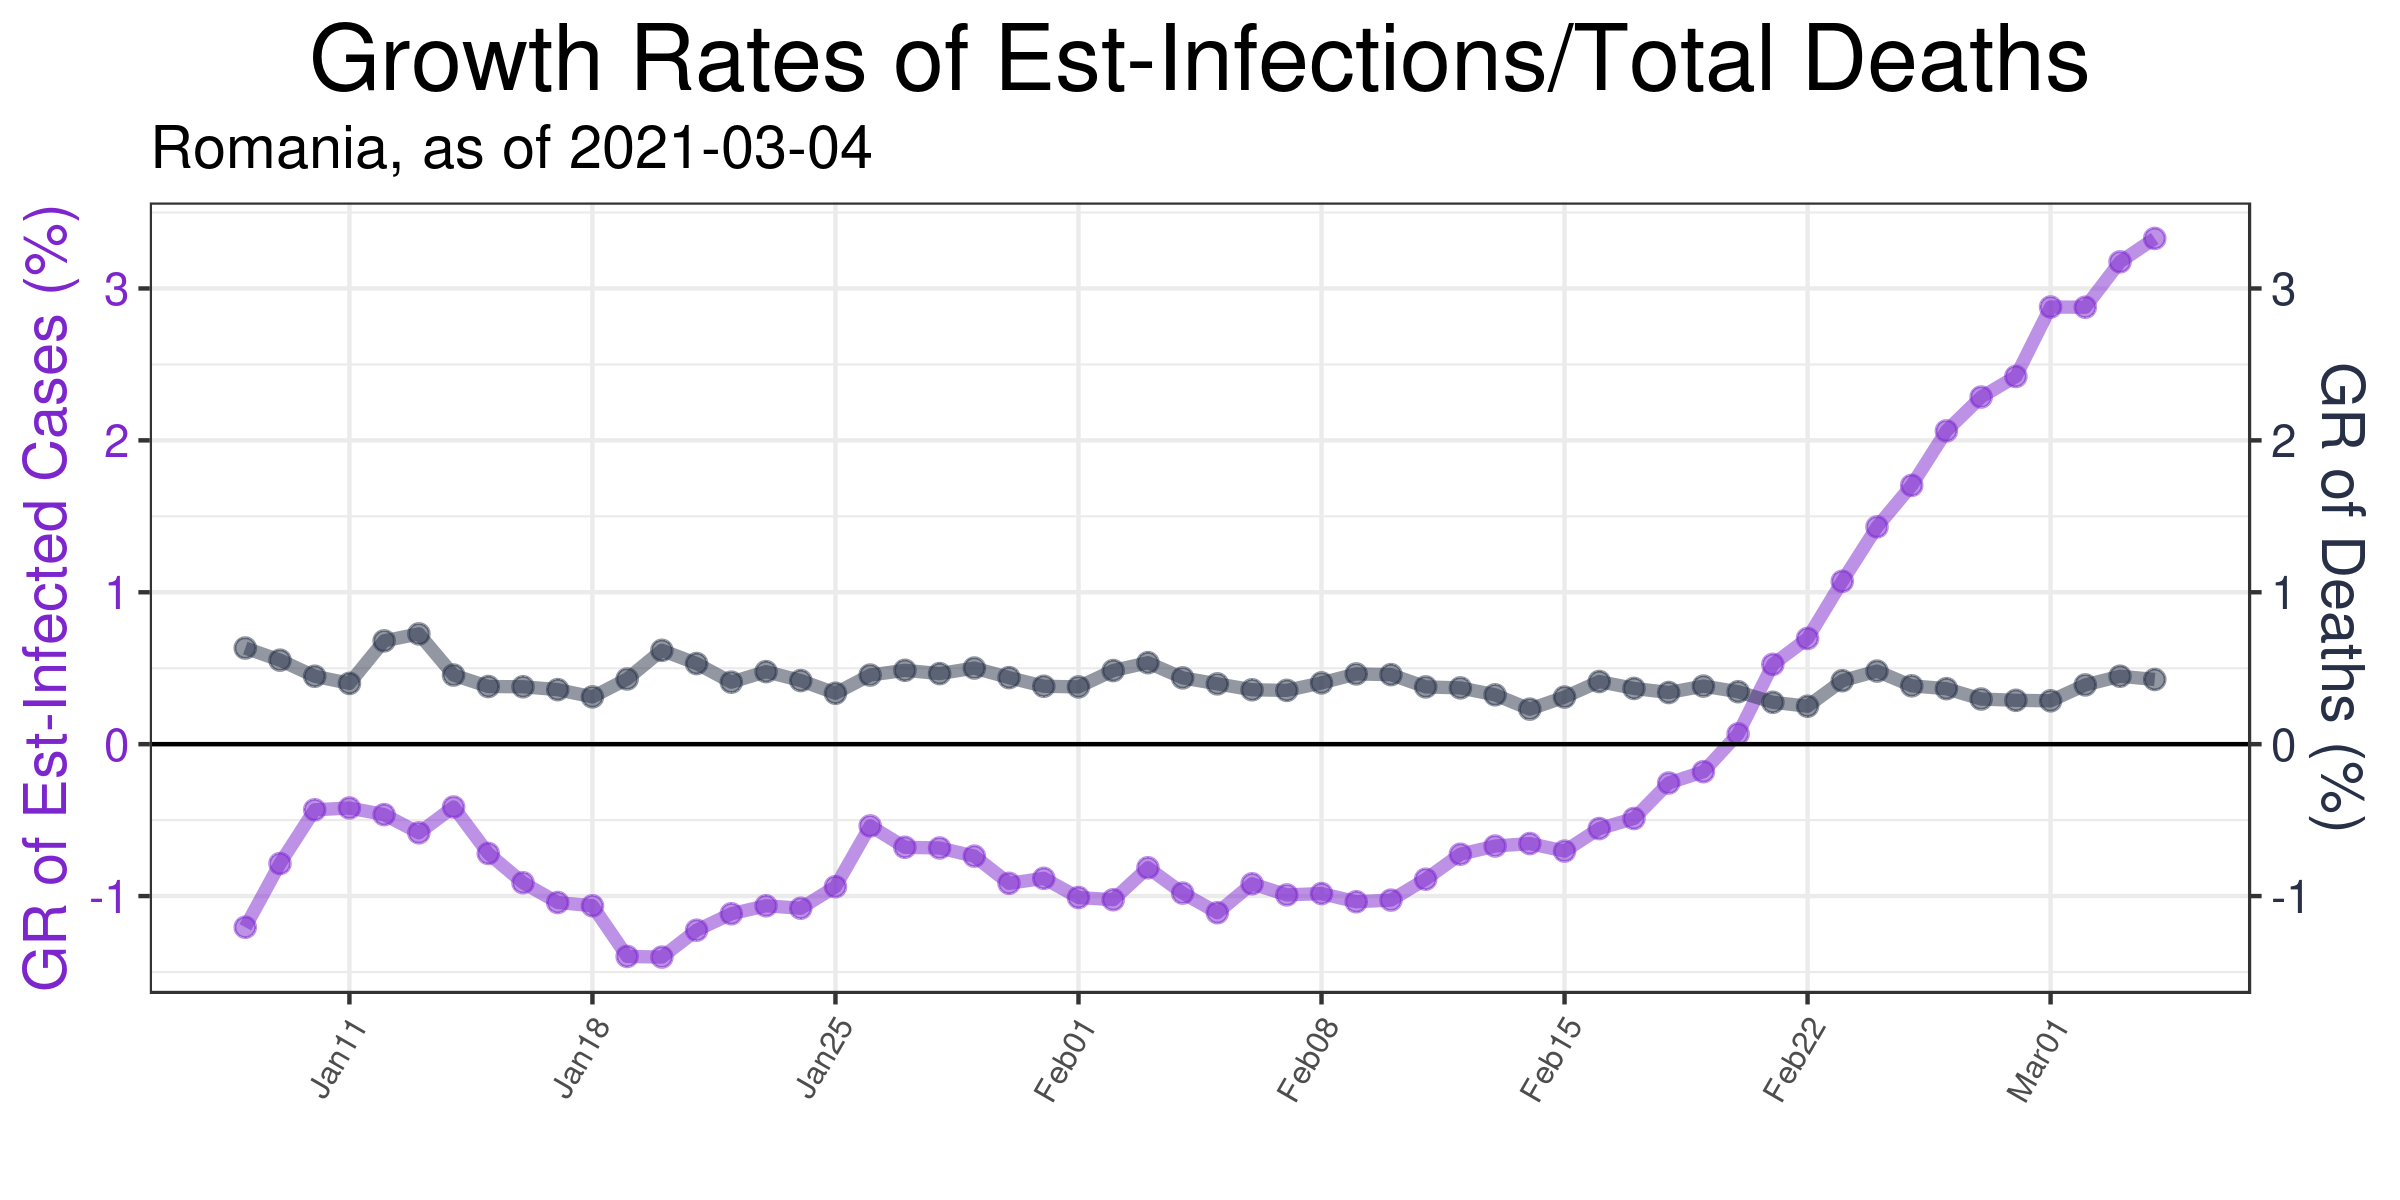 Growth Rates of Est-Infections/Total Deaths
Romania, as of 2021-03-04
GR of Est-Infected Cases (%)
3
2
1
0
-1
3
2
1
0
-1
GR of Deaths (%)
Jan11
Jan18
Jan25
Feb01
Feb08
Feb15
Feb22
Mar01